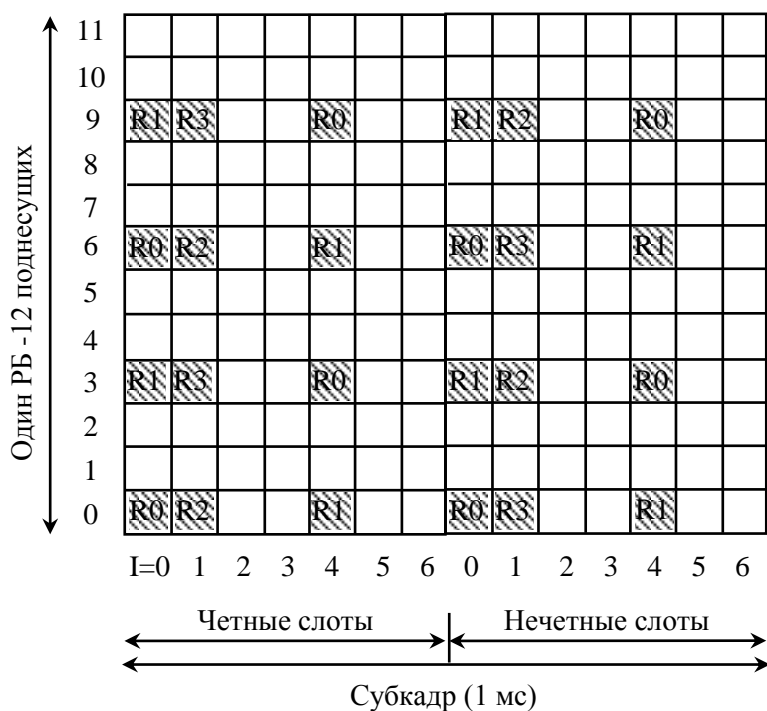 Один РБ -12 поднесущих
11
10
9 R1 R3 R0 R1 R2 R0
8
7
6 R0 R2 R1 R0 R3 R1
5
4
3 R1 R3 R0 R1 R2 R0
2
1
0 R0 R2 R1 R0 R3 R1
I=0 1 2 3 4 5 6 0 1 2 3 4 5 6
Четные слоты Нечетные слоты
Субкадр (1 мс)